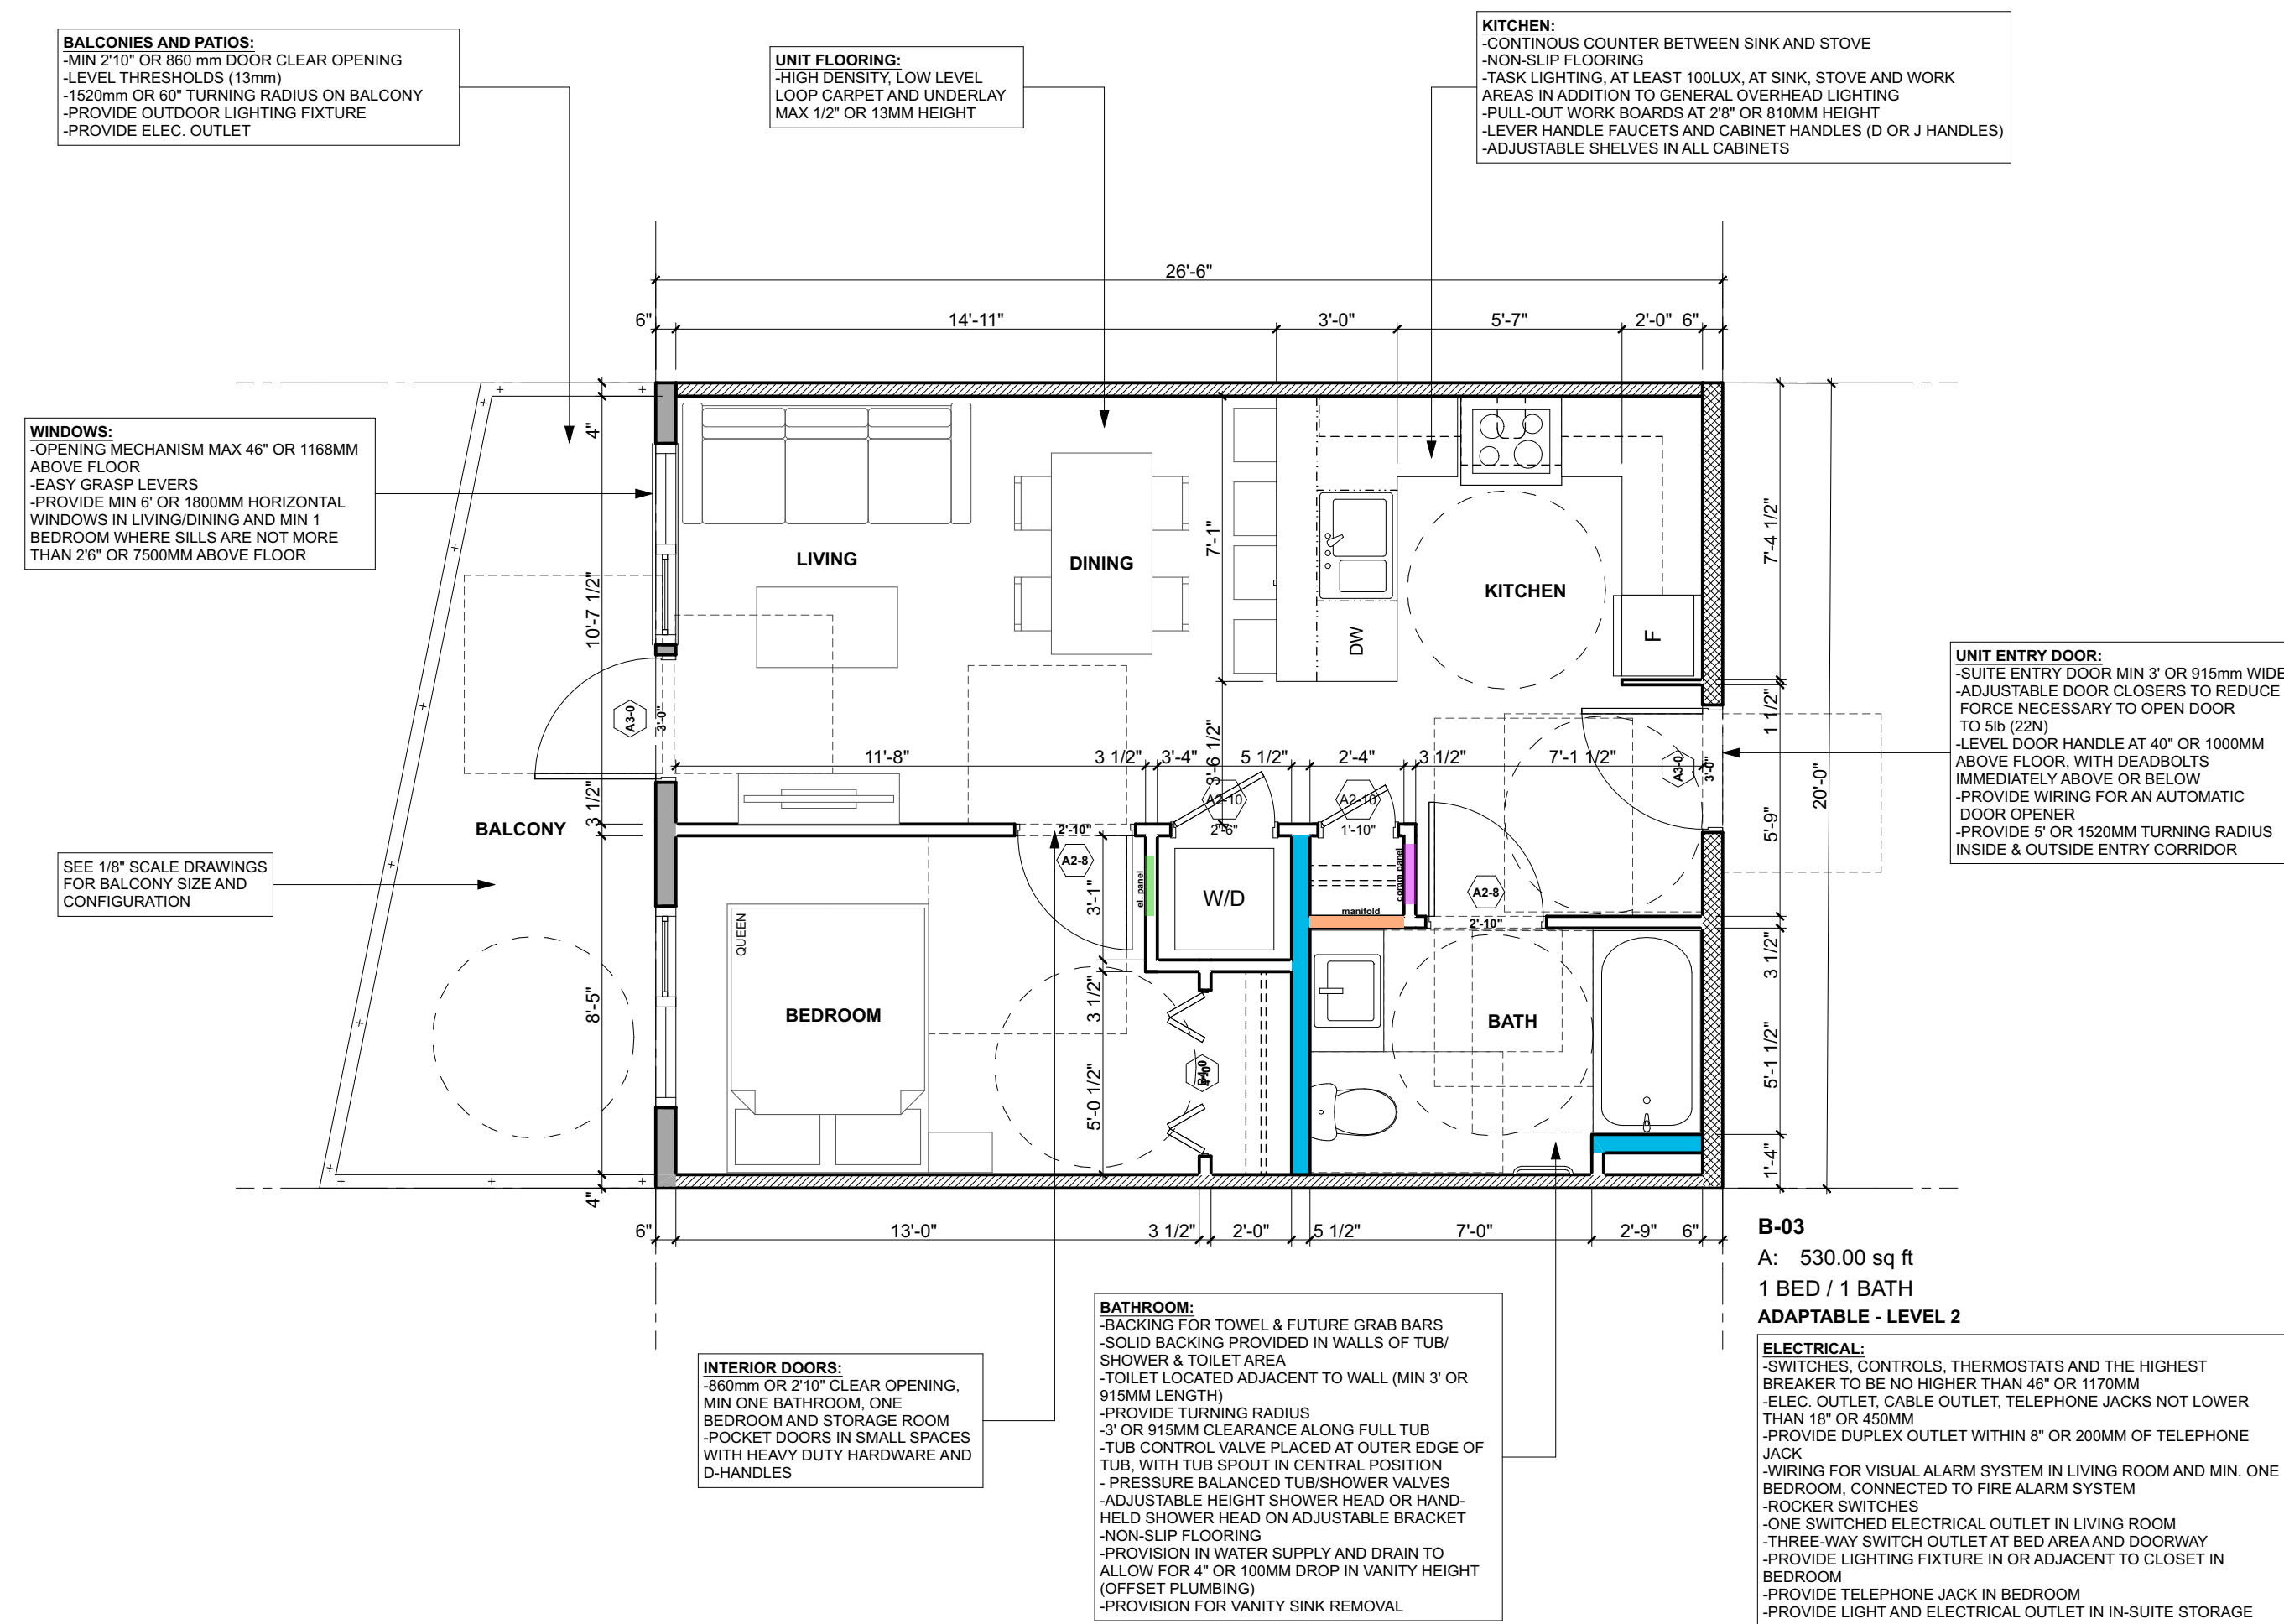 BALCONIES AND PATIOS:
-MIN 2'10" OR 860 mm DOOR CLEAR OPENING
-LEVEL THRESHOLDS (13mm)
-1520mm OR 60" TURNING RADIUS ON BALCONY
-PROVIDE OUTDOOR LIGHTING FIXTURE
-PROVIDE ELEC. OUTLET
UNIT FLOORING:
-HIGH DENSITY, LOW LEVEL
LOOP CARPET AND UNDERLAY
MAX 1/2" OR 13MM HEIGHT
KITCHEN:
-CONTINOUS COUNTER BETWEEN SINK AND STOVE
-NON-SLIP FLOORING
-TASK LIGHTING, AT LEAST 100LUX, AT SINK, STOVE AND WORK
AREAS IN ADDITION TO GENERAL OVERHEAD LIGHTING
-PULL-OUT WORK BOARDS AT 2'8" OR 810MM HEIGHT
-LEVER HANDLE FAUCETS AND CABINET HANDLES (D OR J HANDLES)
-ADJUSTABLE SHELVES IN ALL CABINETS
26'-6"
6"
14'-11"
3'-0"
5'-7"
2'-0"
6"
WINDOWS:
-OPENING MECHANISM MAX 46" OR 1168MM
ABOVE FLOOR
-EASY GRASP LEVERS
-PROVIDE MIN 6' OR 1800MM HORIZONTAL
WINDOWS IN LIVING/DINING AND MIN 1
BEDROOM WHERE SILLS ARE NOT MORE
THAN 2'6" OR 7500MM ABOVE FLOOR
4"
10'-7 1/2"
3 1/2"
8'-5"
4"
LIVING
DINING
7'-1"
3'-6 1/2"
DW
KITCHEN
F
7'-4 1/2"
1 1/2"
5'-9"
3 1/2"
5'-1 1/2"
1'-4"
20'-0"
UNIT ENTRY DOOR:
-SUITE ENTRY DOOR MIN 3' OR 915mm WIDE
-ADJUSTABLE DOOR CLOSERS TO REDUCE
FORCE NECESSARY TO OPEN DOOR
TO 5lb (22N)
-LEVEL DOOR HANDLE AT 40" OR 1000MM
ABOVE FLOOR, WITH DEADBOLTS
IMMEDIATELY ABOVE OR BELOW
-PROVIDE WIRING FOR AN AUTOMATIC
DOOR OPENER
-PROVIDE 5' OR 1520MM TURNING RADIUS
INSIDE & OUTSIDE ENTRY CORRIDOR
A3-0
3'-0"
11'-8"
3 1/2"
3'-4"
5 1/2"
2'-4"
3 1/2"
7'-1 1/2"
A3-0
3'-0"
A2-10
A2-10
BALCONY
2'-10"
2'-6"
1'-10"
A2-8
el. panel
3'-1"
W/D
comm panel
manifold
A2-8
2'-10"
SEE 1/8" SCALE DRAWINGS
FOR BALCONY SIZE AND
CONFIGURATION
QUEEN
BEDROOM
3 1/2"
5'-0 1/2"
BATH
6"
13'-0"
3 1/2"
2'-0"
5 1/2"
7'-0"
2'-9"
6"
B-03
A: 530.00 sq ft
1 BED / 1 BATH
ADAPTABLE - LEVEL 2
INTERIOR DOORS:
-860mm OR 2'10" CLEAR OPENING,
MIN ONE BATHROOM, ONE
BEDROOM AND STORAGE ROOM
-POCKET DOORS IN SMALL SPACES
WITH HEAVY DUTY HARDWARE AND
D-HANDLES
BATHROOM:
-BACKING FOR TOWEL & FUTURE GRAB BARS
-SOLID BACKING PROVIDED IN WALLS OF TUB/
SHOWER & TOILET AREA
-TOILET LOCATED ADJACENT TO WALL (MIN 3' OR
915MM LENGTH)
-PROVIDE TURNING RADIUS
-3' OR 915MM CLEARANCE ALONG FULL TUB
-TUB CONTROL VALVE PLACED AT OUTER EDGE OF
TUB, WITH TUB SPOUT IN CENTRAL POSITION
- PRESSURE BALANCED TUB/SHOWER VALVES
-ADJUSTABLE HEIGHT SHOWER HEAD OR HAND-
HELD SHOWER HEAD ON ADJUSTABLE BRACKET
-NON-SLIP FLOORING
-PROVISION IN WATER SUPPLY AND DRAIN TO
ALLOW FOR 4" OR 100MM DROP IN VANITY HEIGHT
(OFFSET PLUMBING)
-PROVISION FOR VANITY SINK REMOVAL
ELECTRICAL:
-SWITCHES, CONTROLS, THERMOSTATS AND THE HIGHEST
BREAKER TO BE NO HIGHER THAN 46" OR 1170MM
-ELEC. OUTLET, CABLE OUTLET, TELEPHONE JACKS NOT LOWER
THAN 18" OR 450MM
-PROVIDE DUPLEX OUTLET WITHIN 8" OR 200MM OF TELEPHONE
JACK
-WIRING FOR VISUAL ALARM SYSTEM IN LIVING ROOM AND MIN. ONE
BEDROOM, CONNECTED TO FIRE ALARM SYSTEM
-ROCKER SWITCHES
-ONE SWITCHED ELECTRICAL OUTLET IN LIVING ROOM
-THREE-WAY SWITCH OUTLET AT BED AREA AND DOORWAY
-PROVIDE LIGHTING FIXTURE IN OR ADJACENT TO CLOSET IN
BEDROOM
-PROVIDE TELEPHONE JACK IN BEDROOM
-PROVIDE LIGHT AND ELECTRICAL OUTLET IN IN-SUITE STORAGE